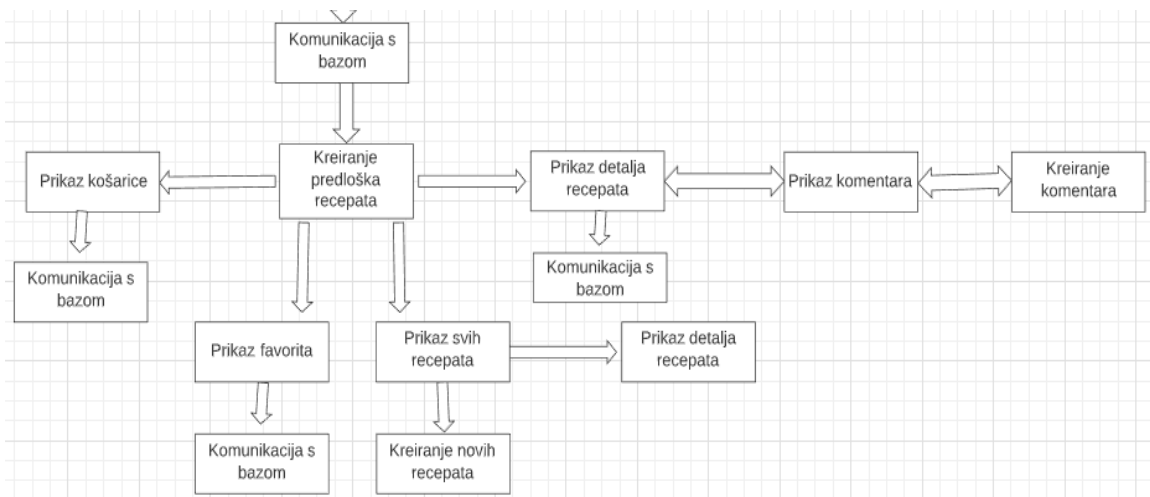 Komunikacija s
bazom
Prikaz košarice
Kreiranje
predloška
recepata
Prikaz detalja
recepata
Prikaz komentara
Kreiranje
komentara
Komunikacija s
bazom
Komunikacija s
bazom
Prikaz favorita
Prikaz svih
recepata
Prikaz detalja
recepata
Komunikacija s
bazom
Kreiranje novih
recepata